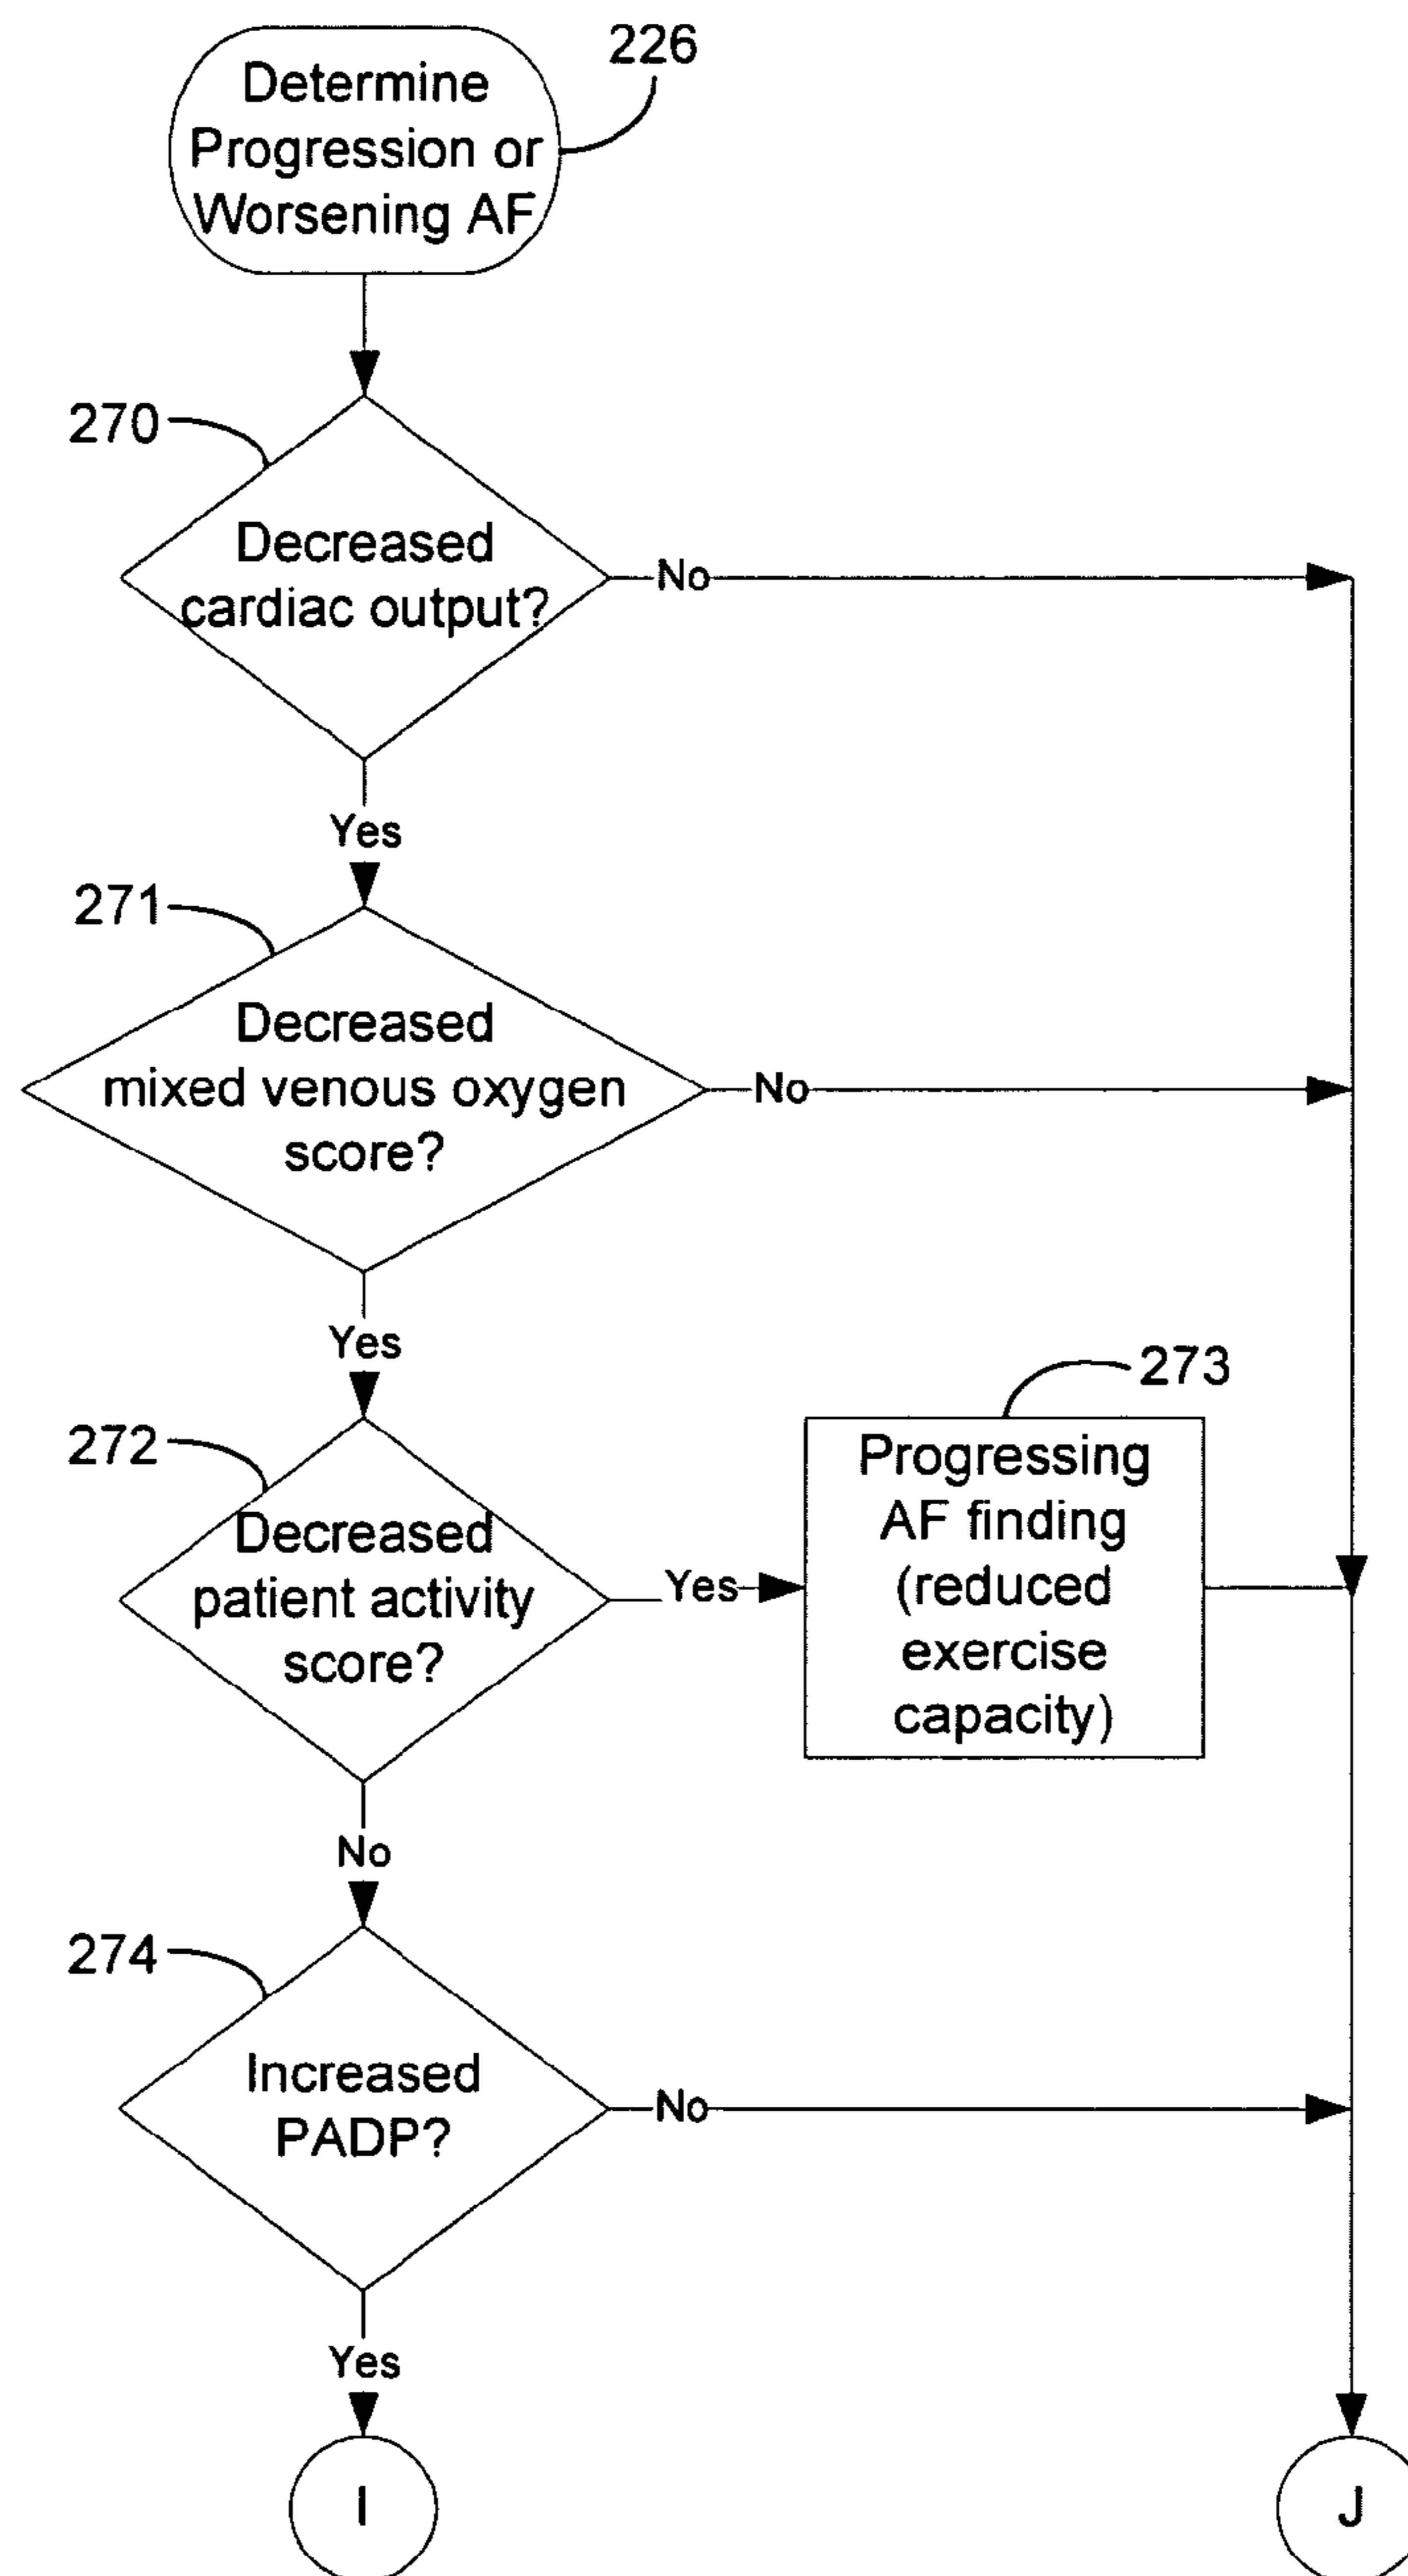 226
Determine
Progression or
Worsening AF
270
Decreased
cardiac output?
No
Yes
271
Decreased
mixed venous oxygen
score?
No
Yes
272
Decreased
patient activity
score?
Yes
273
Progressing
AF finding
(reduced
exercise
capacity)
No
274
Increased
PADP?
No
Yes
I
J